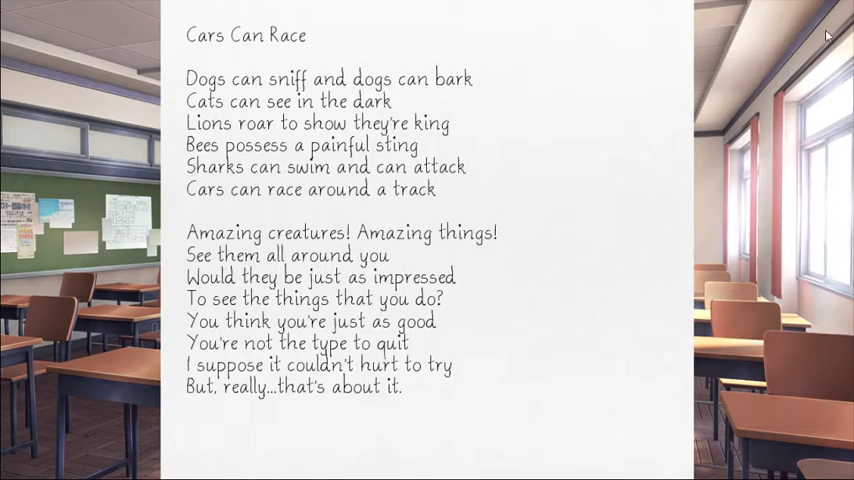 Cars Can Race
Dogs can sniff and dogs can bark
Cats can see in the dark
Lions roar to show they're king
Bees possess a painful sting
Sharks can swim and can attack
Cars can race around a track
Amazing creatures! Amazing things!
See them all around you
Would they be just as impressed
To see the things that you do?
You think you're just as good
You're not the type to quit
I suppose it couldn't hurt to try
But, really...that's about it.